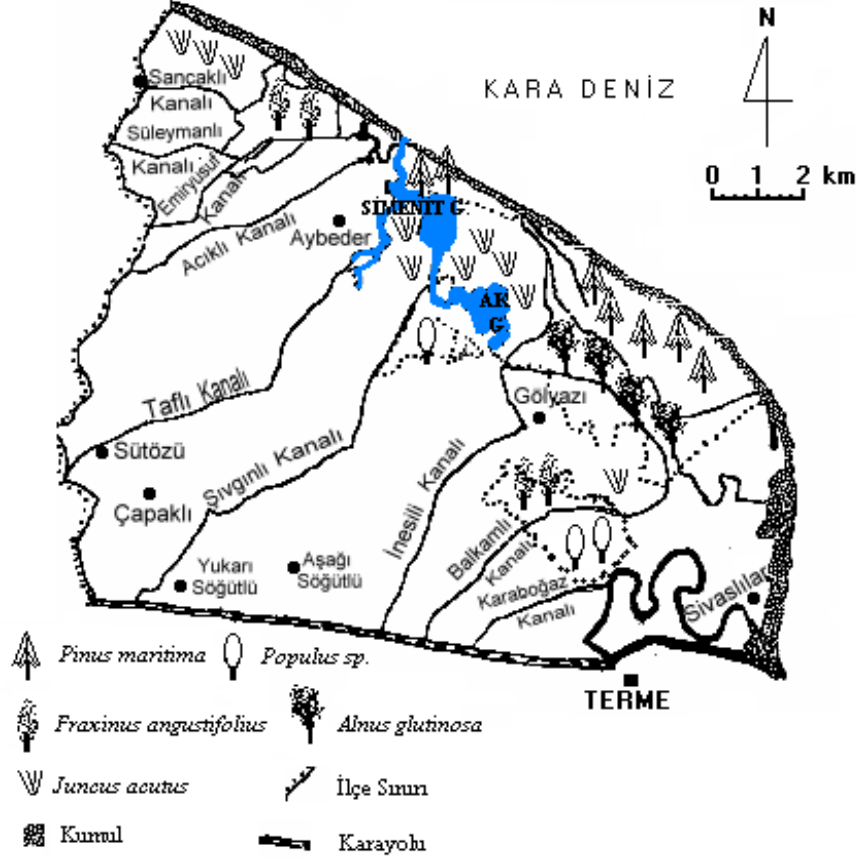 N
KARA DENİZ
0 1 2 km
Sancaklı
Kanalı
Süleymanlı
Kanalı
Emiryusuf
Kanalı
Acıklı Kanalı
Aybeder
SİMENİT G.
AK
G.
Taflı Kanalı
Sütözü
Çapaklı
Şıvgınlı Kanalı
Gölyazı
İnesili Kanalı
Balkamlı
Kanalı
Karaboğaz
Kanalı
Yukarı
Söğütlü
Aşağı
Söğütlü
Sivaslılar
TERME
Pinus maritima
Populus sp.
Fraxinus angustifolius
Alnus glutinosa
Juncus acutus
İlçe Sınırı
Kumul
Karayolu